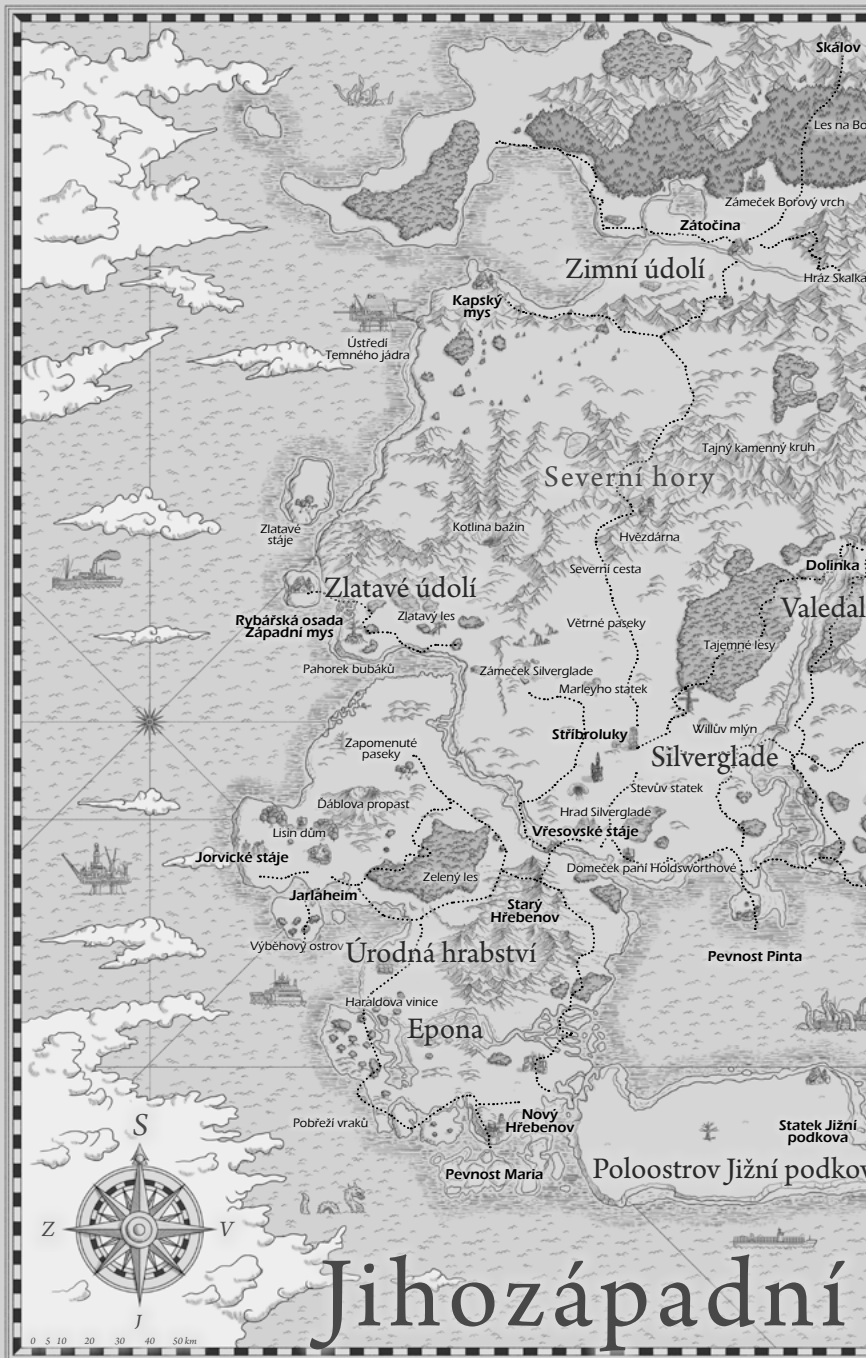 Skálov
Les na Bo
Zámeček Borový vrch
Zátočina
Zimní údolí
Hráz Skalka
Kapský
mys
Ústředí
Temného jádra
Tajný kamenný kruh
Severní hory
Zlatavé
stáje
Kotlina bažin
Hvězdárna
Severní cesta
Dolinka
Zlatavé údolí
Valedal
Rybářská osada
Západní mys
Zlatavý les
Větrné paseky
Tajemné lesy
Pahorek bubáků
Zámeček Silverglade
Marleyho statek
Stříbroluky
Willův mlýn
Zapomenuté
paseky
Silverglade
Stevův statek
Ďáblova propast
Hrad Silverglade
Lisin dům
Vřesovské stáje
Jorvické stáje
Domeček paní Holdsworthové
Zelený les
Jarlaheim
Starý
Hřebenov
Výběhový ostrov
Úrodná hrabství
Pevnost Pinta
Haraldova vinice
Epona
Pobřeží vraků
Nový
Hřebenov
Statek Jižní
podkova
S
Pevnost Maria
Poloostrov Jižní podkov
Z
V
J
Jihozápadní
0 5 10 20 30 40 50 km